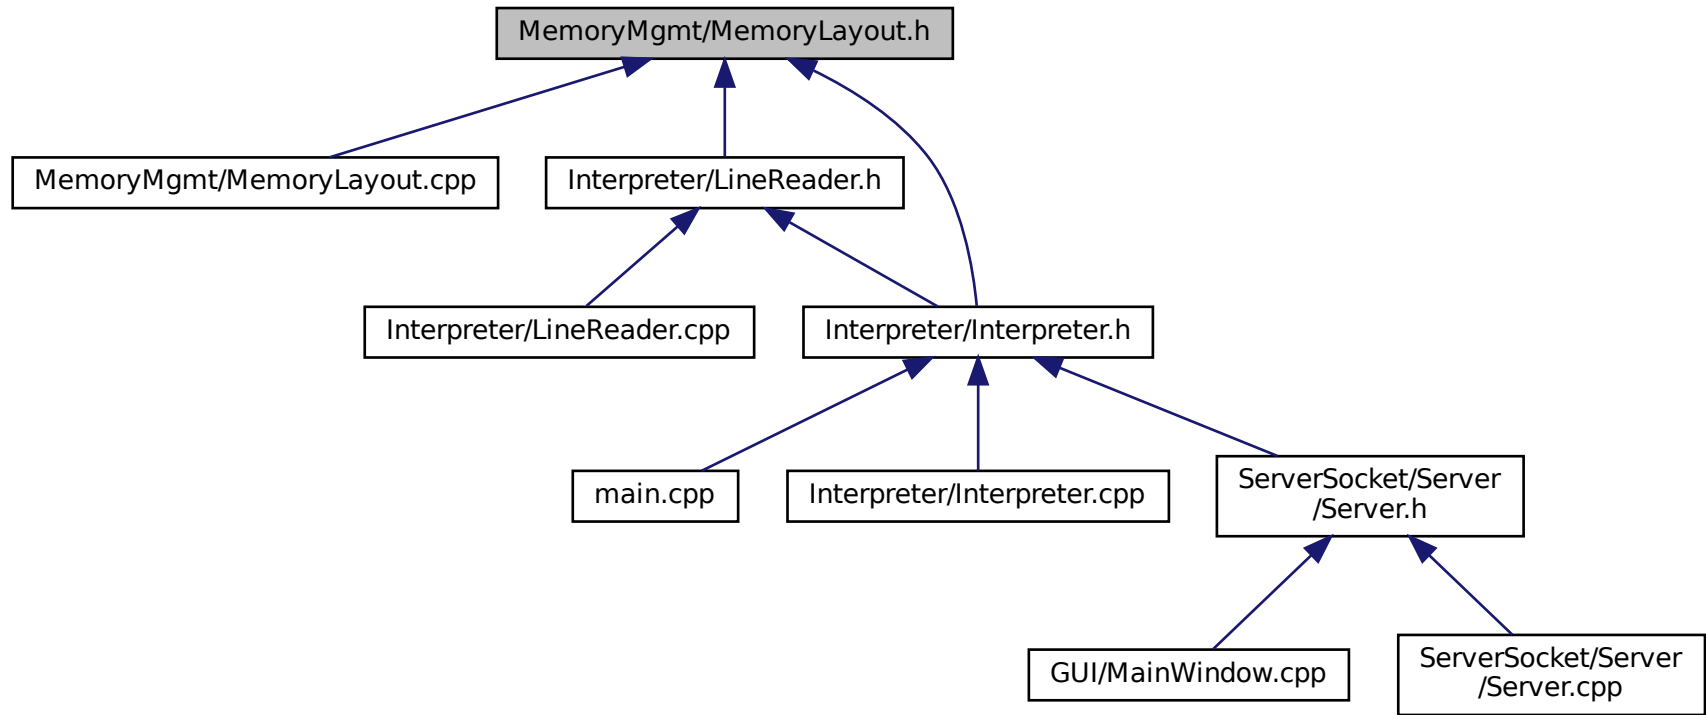 MemoryMgmt/MemoryLayout.h
MemoryMgmt/MemoryLayout.cpp
Interpreter/LineReader.h
Interpreter/LineReader.cpp
Interpreter/Interpreter.h
main.cpp
Interpreter/Interpreter.cpp
ServerSocket/Server
/Server.h
GUI/MainWindow.cpp
ServerSocket/Server
/Server.cpp